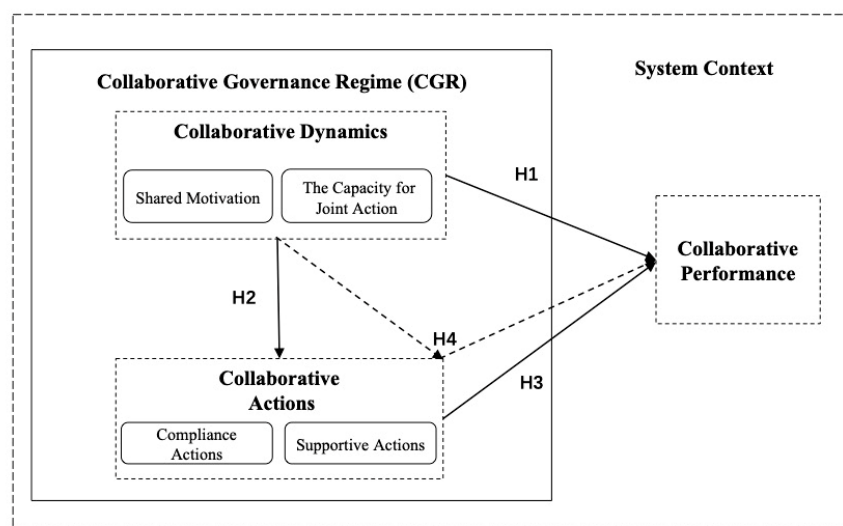 Collaborative Governance Regime (CGR)
System Context
Collaborative Dynamics
Shared Motivation
The Capacity for
Joint Action
H1
Collaborative
Performance
H2
H4
H3
Collaborative
Actions
Compliance
Actions
Supportive Actions